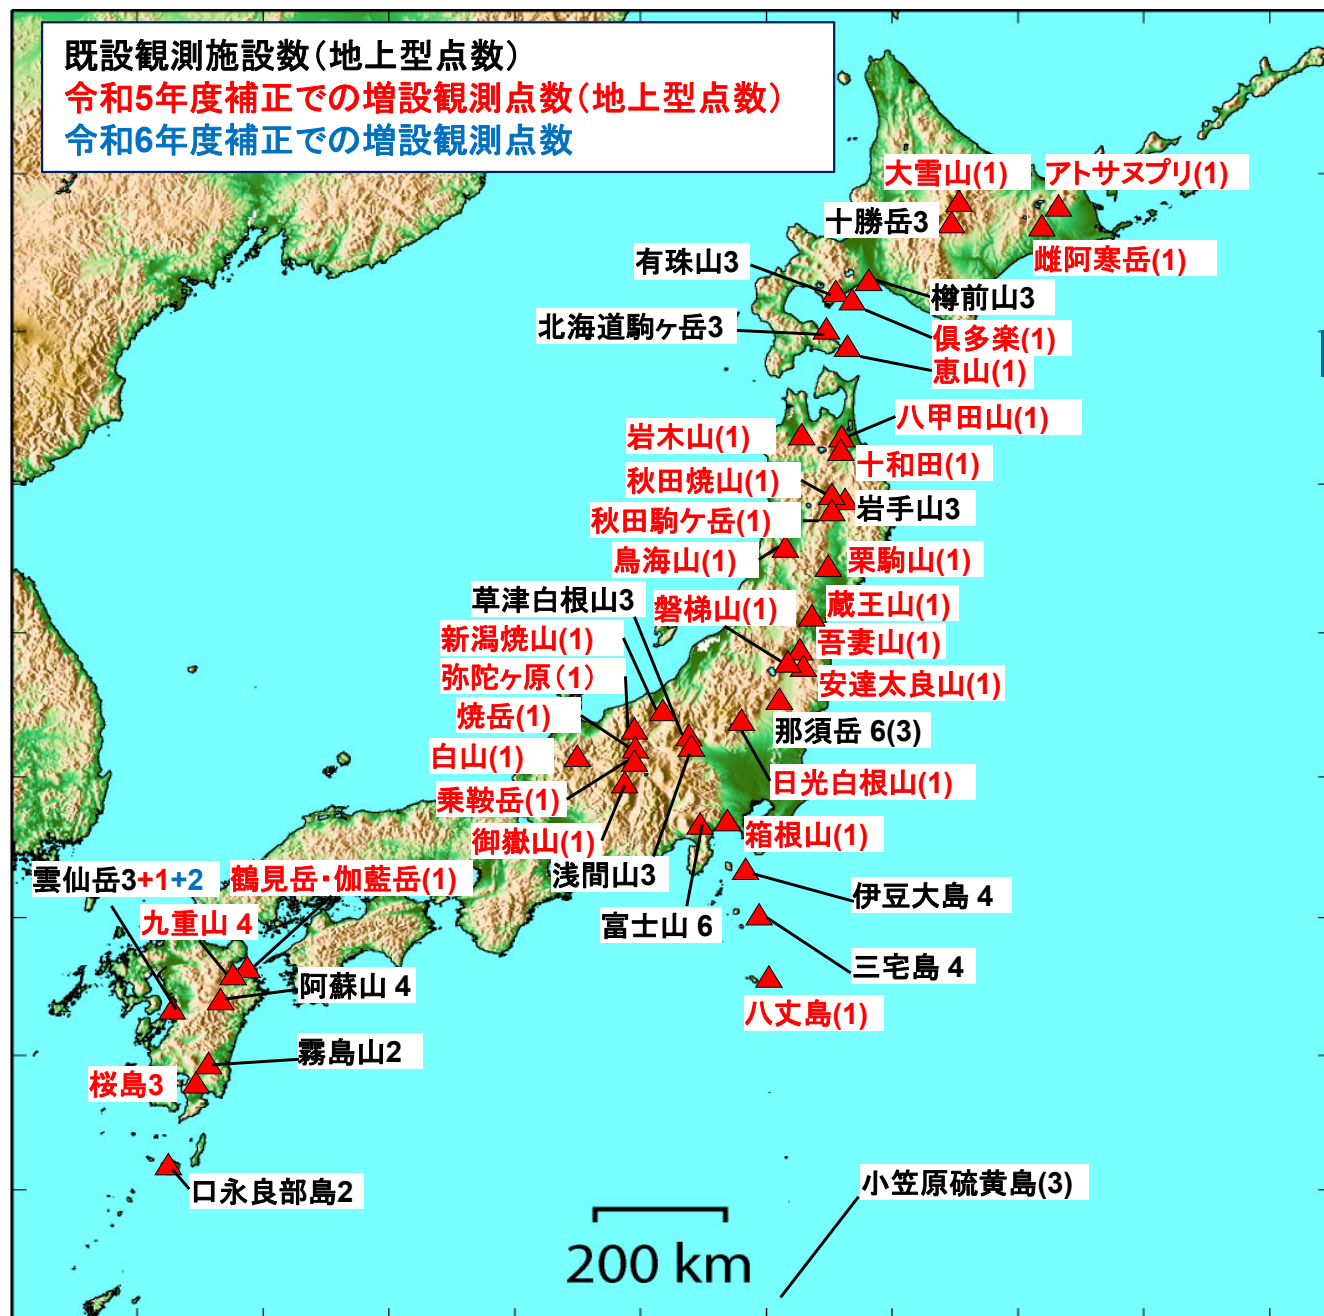 既設観測施設数(地上型点数)
令和5年度補正での増設観測点数(地上型点数)
令和6年度補正での増設観測点数
大雪山(1)
アトサヌプリ(1)
十勝岳3
雌阿寒岳(1)
有珠山3
樽前山3
北海道駒ヶ岳3
倶多楽(1)
恵山(1)
八甲田山(1)
岩木山(1)
十和田(1)
秋田焼山(1)
岩手山3
秋田駒ケ岳(1)
鳥海山(1)
栗駒山(1)
草津白根山3
磐梯山(1)
蔵王山(1)
新潟焼山(1)
吾妻山(1)
弥陀ヶ原(1)
安達太良山(1)
焼岳(1)
那須岳 6(3)
白山(1)
日光白根山(1)
乗鞍岳(1)
御嶽山(1)
箱根山(1)
浅間山3
雲仙岳3+1+2
鶴見岳・伽藍岳(1)
伊豆大島 4
九重山 4
富士山 6
三宅島 4
阿蘇山 4
八丈島(1)
霧島山2
桜島3
口永良部島2
小笠原硫黄島(3)
200 km